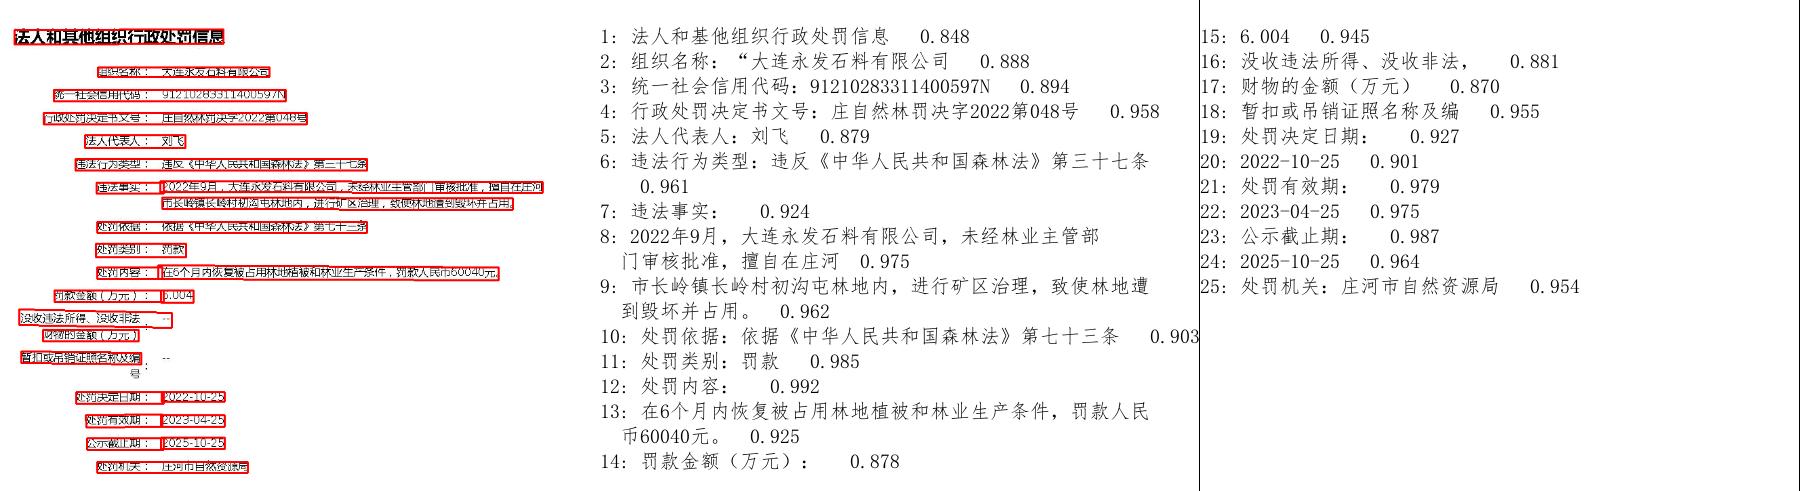 法人和其他组织行政处罚信息
组织名称： 大连永发石料有限公司
统一社会信用代码： 91210283311400597N
行政处罚决定书文号： 庄自然林罚决字2022第048号
法人代表人： 刘飞
违法行为类型： 违反《中华人民共和国森林法》第三十七条
违法事实： 2022年9月，大连永发石料有限公司，未经林业主管部门审核批准，擅自在庄河
市长岭镇长岭村初沟屯林地内，进行矿区治理，致使林地遭到毁坏并占用。
处罚依据： 依据《中华人民共和国森林法》第七十三条
处罚类别： 罚款
处罚内容： 在6个月内恢复被占用林地植被和林业生产条件，罚款人民币60040元。
罚款金额（万元）： 6.004
没收违法所得、没收非法 --
：
财物的金额（万元）
暂扣或吊销证照名称及编 --
：
号
处罚决定日期： 2022-10-25
处罚有效期： 2023-04-25
公示截止期： 2025-10-25
处罚机关： 庄河市自然资源局
1: 法人和基他组织行政处罚信息 0.848
2: 组织名称：“大连永发石料有限公司 0.888
3: 统一社会信用代码：91210283311400597N 0.894
4: 行政处罚决定书文号：庄自然林罚决字2022第048号 0.958
5: 法人代表人：刘飞 0.879
6: 违法行为类型：违反《中华人民共和国森林法》第三十七条
0.961
7: 违法事实： 0.924
8: 2022年9月，大连永发石料有限公司，未经林业主管部
门审核批准，擅自在庄河 0.975
9: 市长岭镇长岭村初沟屯林地内，进行矿区治理，致使林地遭
到毁坏并占用。 0.962
10: 处罚依据：依据《中华人民共和国森林法》第七十三条 0.903
11: 处罚类别：罚款 0.985
12: 处罚内容： 0.992
13: 在6个月内恢复被占用林地植被和林业生产条件，罚款人民
币60040元。 0.925
14: 罚款金额（万元）： 0.878
15: 6.004 0.945
16: 没收违法所得、没收非法， 0.881
17: 财物的金额（万元） 0.870
18: 暂扣或吊销证照名称及编 0.955
19: 处罚决定日期： 0.927
20: 2022-10-25 0.901
21: 处罚有效期： 0.979
22: 2023-04-25 0.975
23: 公示截止期： 0.987
24: 2025-10-25 0.964
25: 处罚机关：庄河市自然资源局 0.954